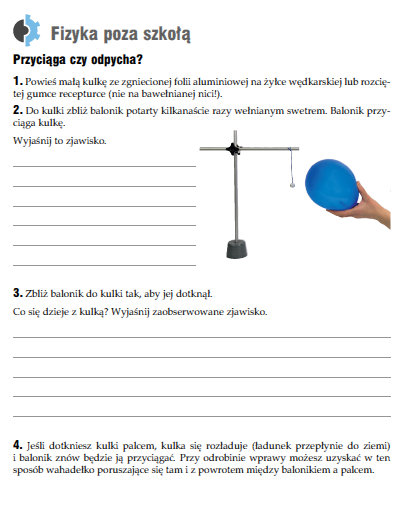 Fizyka poza szkołą
Przyciąga czy odpycha?
1. Powieś małą kulkę ze zgniecionej folii aluminiowej na żyłce wędkarskiej lub rozcię-
tej gumce recepturce (nie na bawełnianej nici!).
2. Do kulki zbliż balonik potarty kilkanaście razy wełnianym swetrem. Balonik przy-
ciąga kulkę.
Wyjaśnij to zjawisko.
3. Zbliż balonik do kulki tak, aby jej dotknął.
Co się dzieje z kulką? Wyjaśnij zaobserwowane zjawisko.
4. Jeśli dotkniesz kulki palcem, kulka się rozładuje (ładunek przepłynie do ziemi)
i balonik znów będzie ją przyciągać. Przy odrobinie wprawy możesz uzyskać w ten
sposób wahadełko poruszające się tam i z powrotem między balonikiem a palcem.